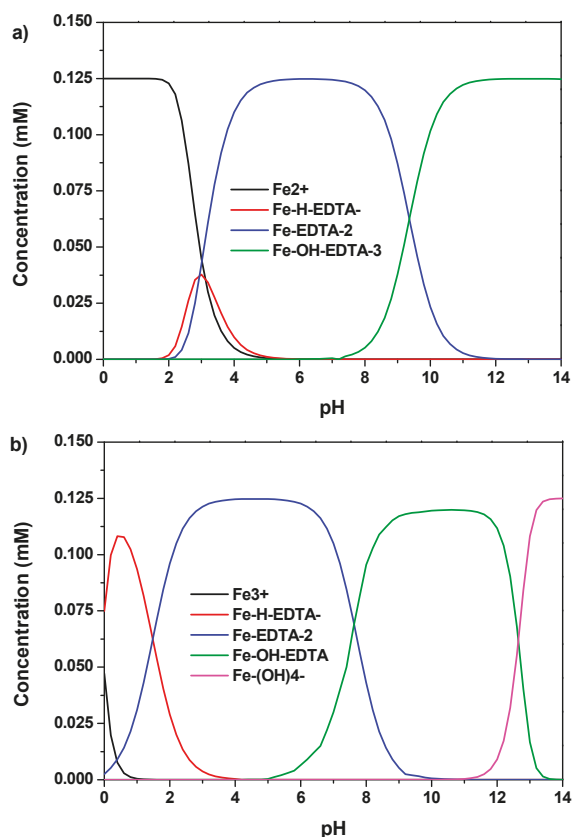 a)
0.150
0.125
0.100
0.075
0.050
0.025
0.000
Concentration (mM)
Fe2+
Fe-H-EDTA-
Fe-EDTA-2
Fe-OH-EDTA-3
0 2 4 6 8 10 12 14
pH
b)
0.150
0.125
0.100
0.075
0.050
0.025
0.000
Concentration (mM)
Fe3+
Fe-H-EDTA-
Fe-EDTA-2
Fe-OH-EDTA
Fe-(OH)4-
0 2 4 6 8 10 12 14
pH